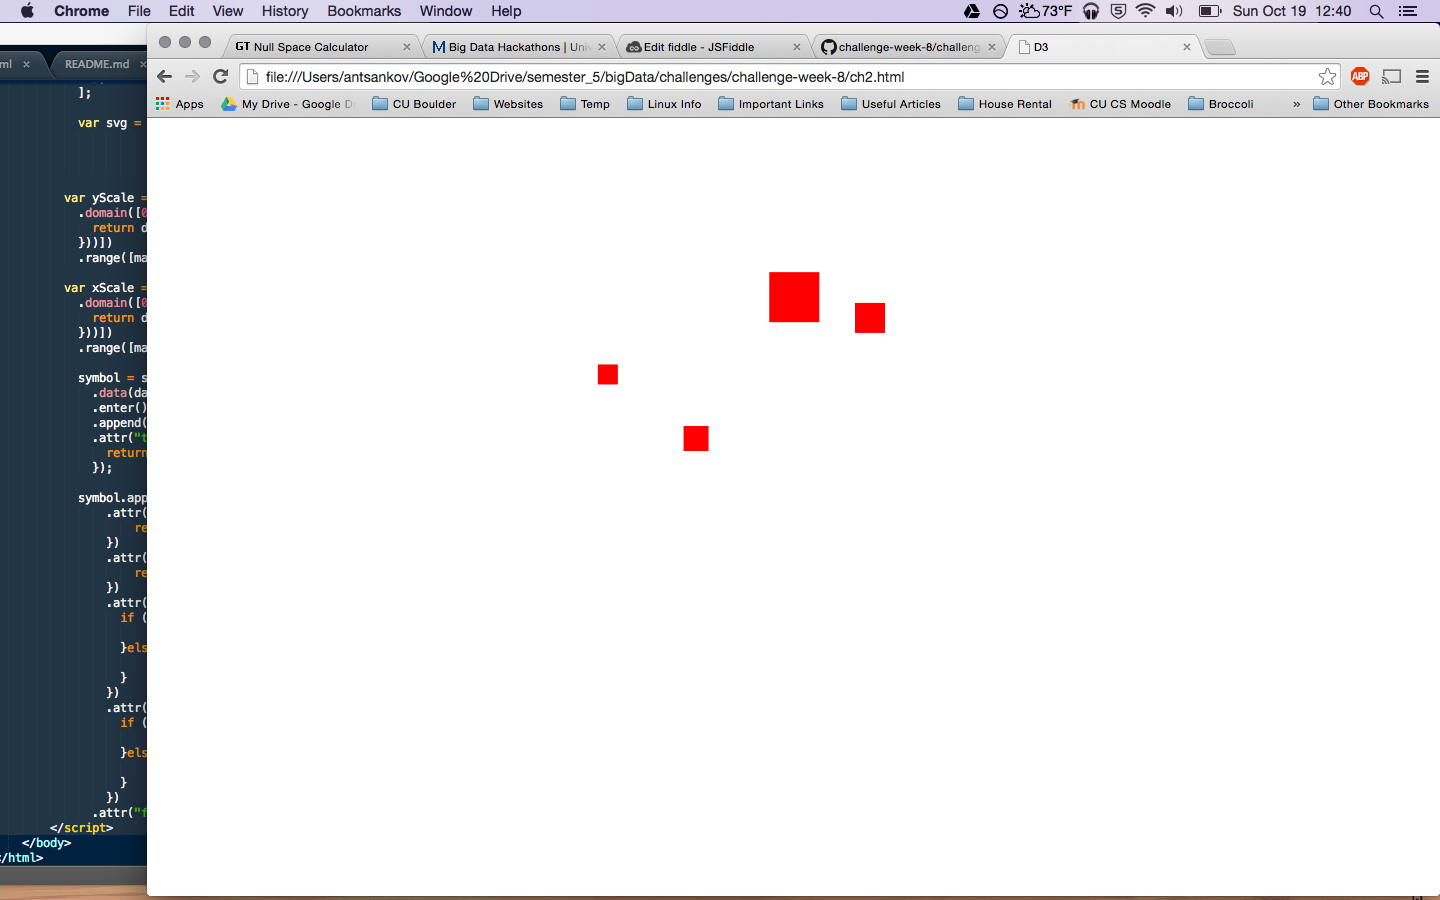 Chrome File Edit View History Bookmarks Window Help
73°F
5
Sun Oct 19 12:40
GT Null Space Calculator
Big Data Hackathons | Univ
Edit fiddle - JSFiddle
challenge-week-8/challeng
D3
file:///Users/antsankov/Google%20Drive/semester_5/bigData/challenges/challenge-week-8/ch2.html
ABP
Apps
My Drive - Google Dr
CU Boulder
Websites
Temp
Linux Info
Important Links
Useful Articles
House Rental
CU CS Moodle
Broccoli
»
Other Bookmarks
ml ×
README.md ×
];
var svg =
var yScale =
.domain([0
return d
}))])
.range([ma
var xScale =
.domain([0
return d
}))])
.range([ma
symbol = s
.data(da
.enter()
.append(
.attr("t
return
});
symbol.app
.attr(
re
})
.attr(
re
})
.attr(
if (
}els
}
})
.attr(
if (
}els
}
})
.attr("f
</script>
</body>
</html>